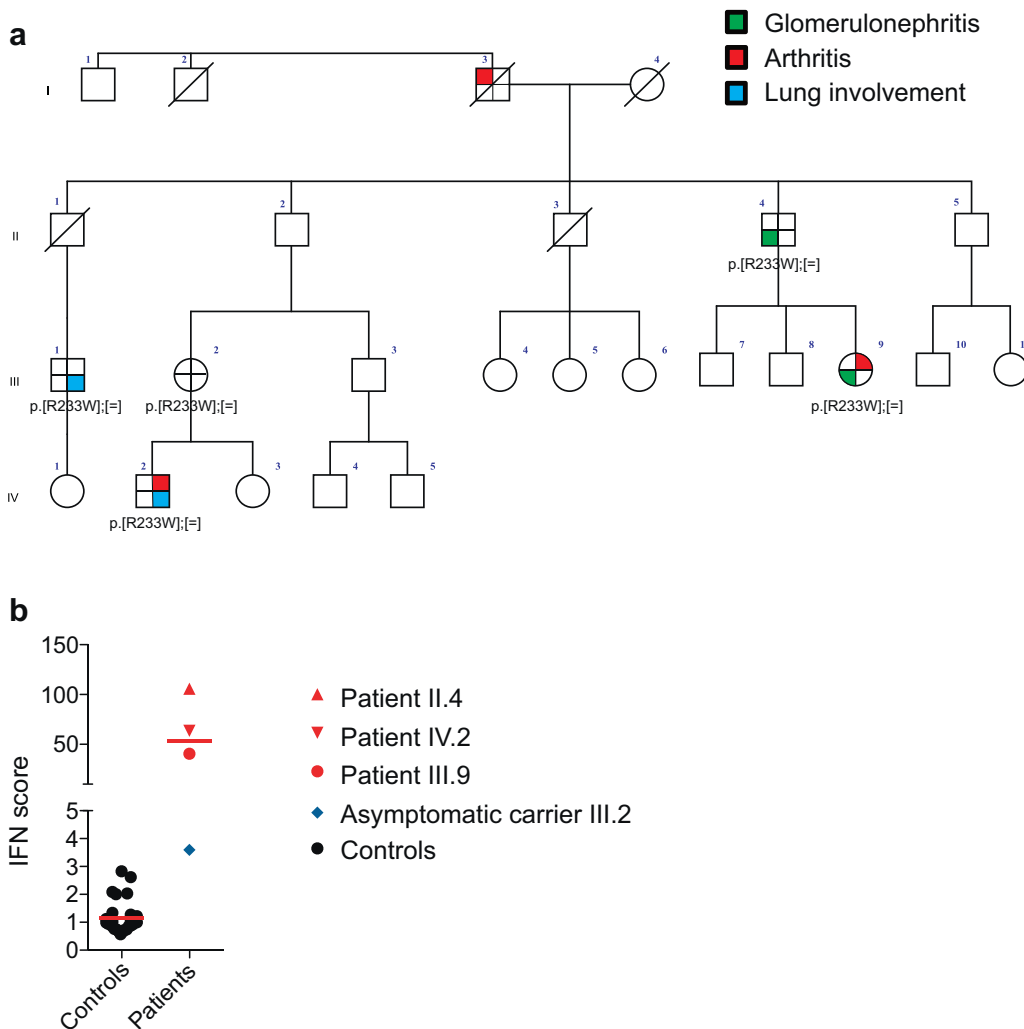 a
Glomerulonephritis
Arthritis
Lung involvement
1 2 3 4
I
1 2 3 4 5
II
p.[R233W];[=]
1 2 3 4 5 6 7 8 9 10 1
III
p.[R233W];[=] p.[R233W];[=] p.[R233W];[=]
1 2 3 4 5
IV
p.[R233W];[=]
b
150
100
50
5
4
3
2
1
0
IFN score
Controls
Patients
Patient II.4
Patient IV.2
Patient III.9
Asymptomatic carrier III.2
Controls